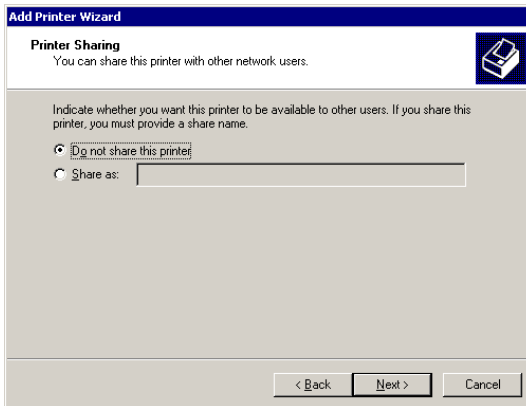 Add Printer Wizard
Printer Sharing
You can share this printer with other network users.
Indicate whether you want this printer to be available to other users. If you share this
printer, you must provide a share name.
Do not share this printer
Share as:
< Back
Next >
Cancel